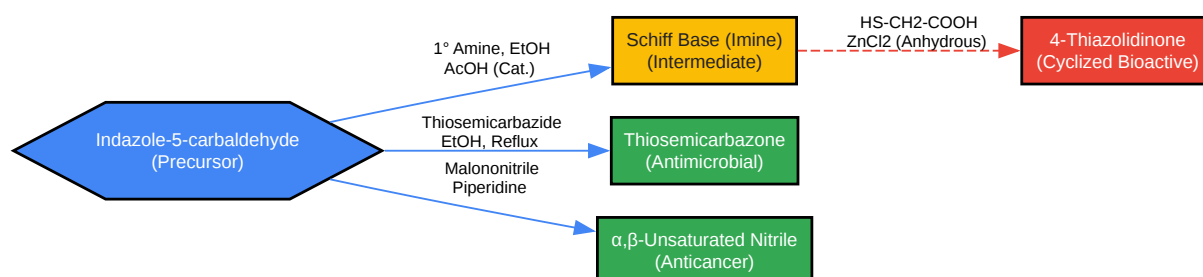 Indazole-5-carbaldehyde
(Precursor)
1° Amine, EtOH
AcOH (Cat.)
Schiff Base (Imine)
(Intermediate)
HS-CH2-COOH
ZnCl2 (Anhydrous)
4-Thiazolidinone
(Cyclized Bioactive)
Thiosemicarbazide
EtOH, Reflux
Thiosemicarbazone
(Antimicrobial)
Malononitrile
Piperidine
α,β-Unsaturated Nitrile
(Anticancer)